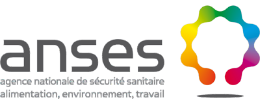 anses
agence nationale de sécurité sanitaire
alimentation, environnement, travail